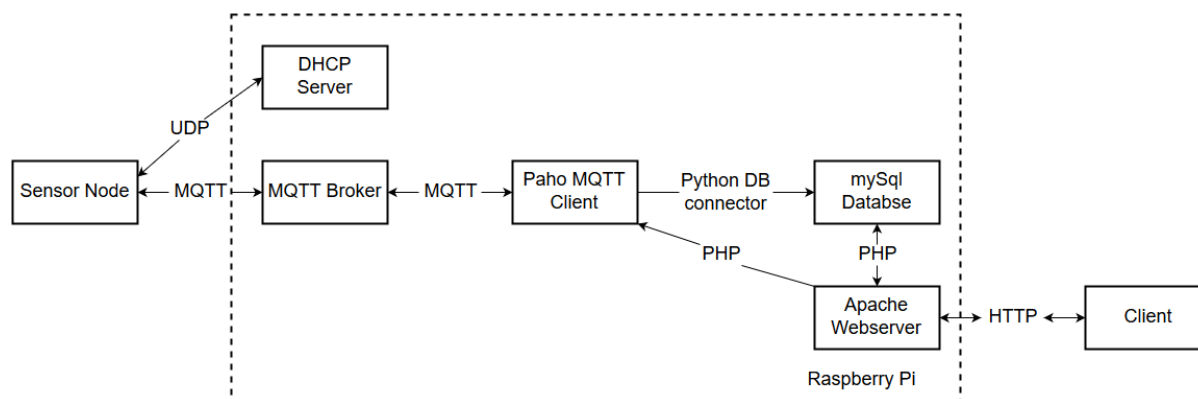 DHCP
Server
UDP
Sensor Node
MQTT
MQTT Broker
MQTT
Paho MQTT
Client
Python DB
connector
mySql
Databse
PHP
PHP
Apache
Webserver
HTTP
Client
Raspberry Pi